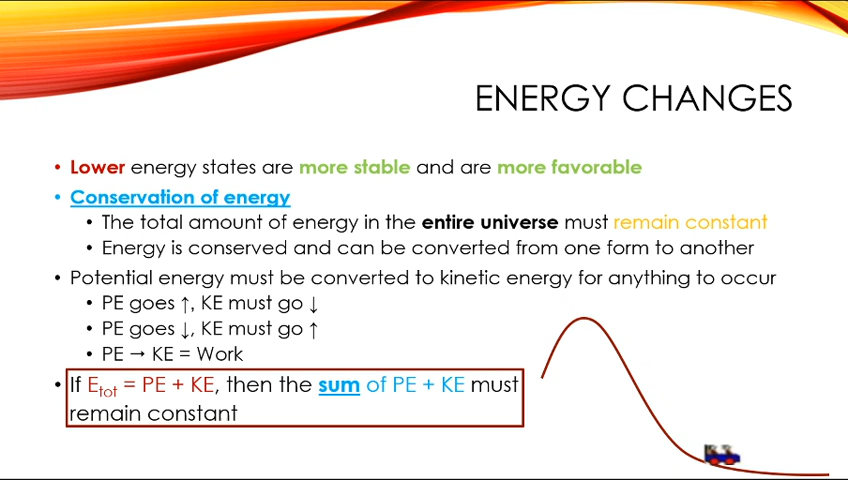 ENERGY CHANGES
• Lower energy states are more stable and are more favorable
• Conservation of energy
• The total amount of energy in the entire universe must remain constant
• Energy is conserved and can be converted from one form to another
• Potential energy must be converted to kinetic energy for anything to occur
• PE goes ↑, KE must go ↓
• PE goes ↓, KE must go ↑
• PE → KE = Work
• If Etot = PE + KE, then the sum of PE + KE must
remain constant